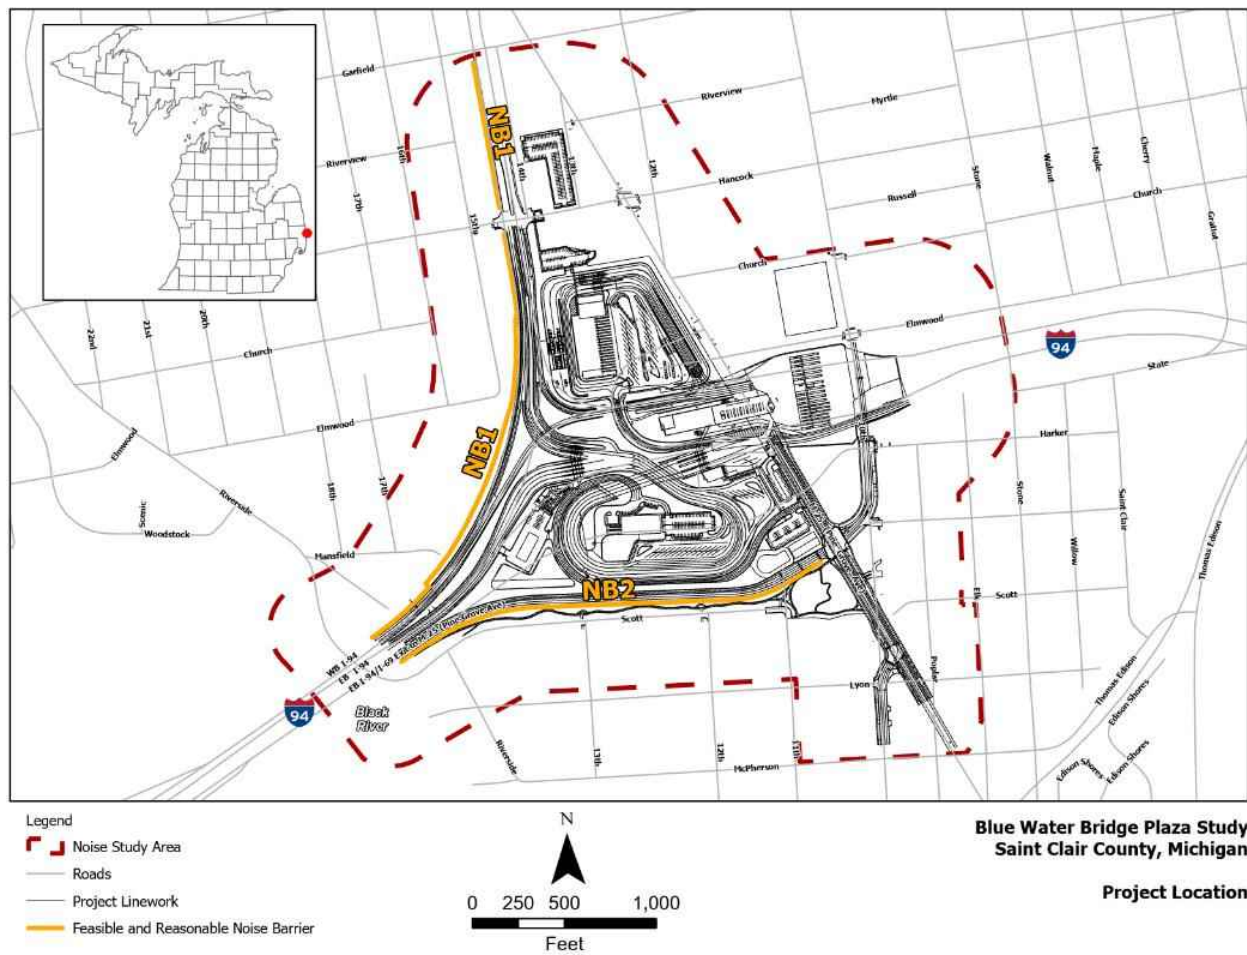 Garfield
Riverview
Myrtle
NB1
13th
12th
14th
16th
Riverview
17th
15th
Hancock
Stone
Walnut
Maple
Cherry
Church
Russell
Gratiot
Church
Elmwood
94
State
22nd
21st
20th
Church
Elmwood
Elmwood
NB1
Harker
Riverside
17th
18th
Scenic
Woodstock
Stone
Saint Clair
Willow
Mansfield
Thomas Edison
NB2
Scott
Elk
Scott
WB I-94
EB I-94
Poplar
Lyon
94
Black
River
Riverside
13th
12th
11th
McPherson
Thomas Edison
Edison Shores
Edison Shores
Edison Shores
Legend
Noise Study Area
Roads
Project Linework
Feasible and Reasonable Noise Barrier
N
0 250 500 1,000
Feet
Blue Water Bridge Plaza Study
Saint Clair County, Michigan
Project Location